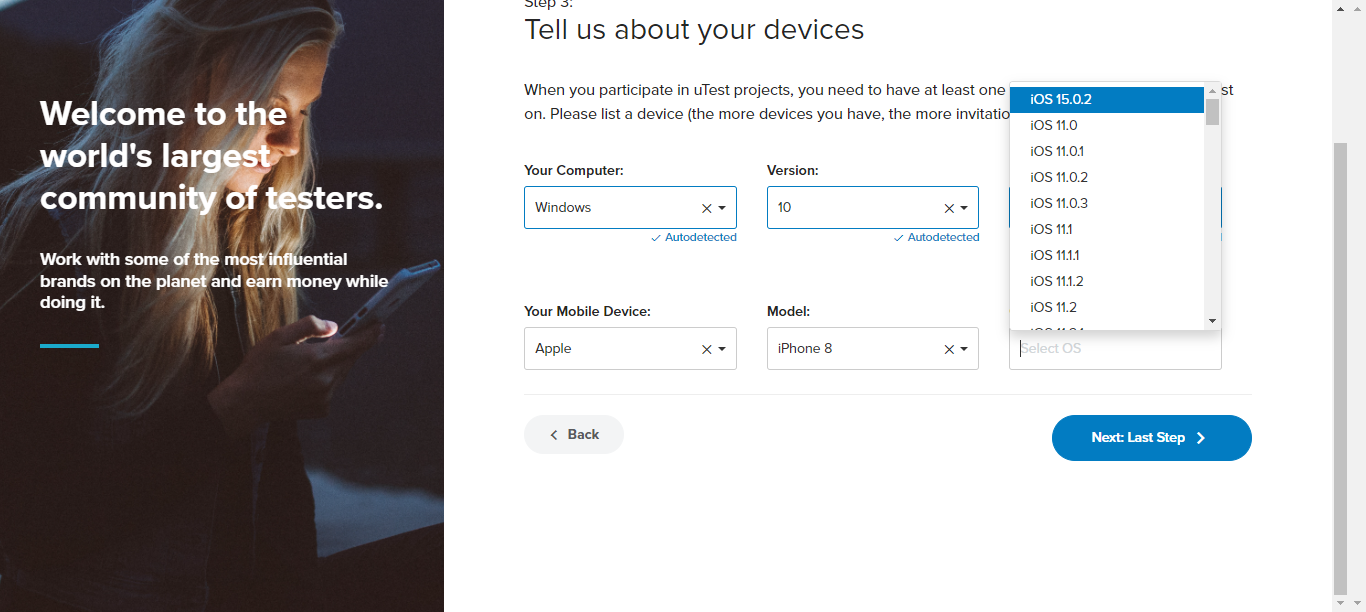 Welcome to the
world's largest
community of testers.
Work with some of the most influential
brands on the planet and earn money while
doing it.
Step 3:
Tell us about your devices
When you participate in uTest projects, you need to have at least one
st
on. Please list a device (the more devices you have, the more invitatio
Your Computer:
Version:
Windows
10
Autodetected
Autodetected
Your Mobile Device:
Model:
Apple
iPhone 8
iOS 15.0.2
iOS 11.0
iOS 11.0.1
iOS 11.0.2
iOS 11.0.3
iOS 11.1
iOS 11.1.1
iOS 11.1.2
iOS 11.2
Select OS
Back
Next: Last Step